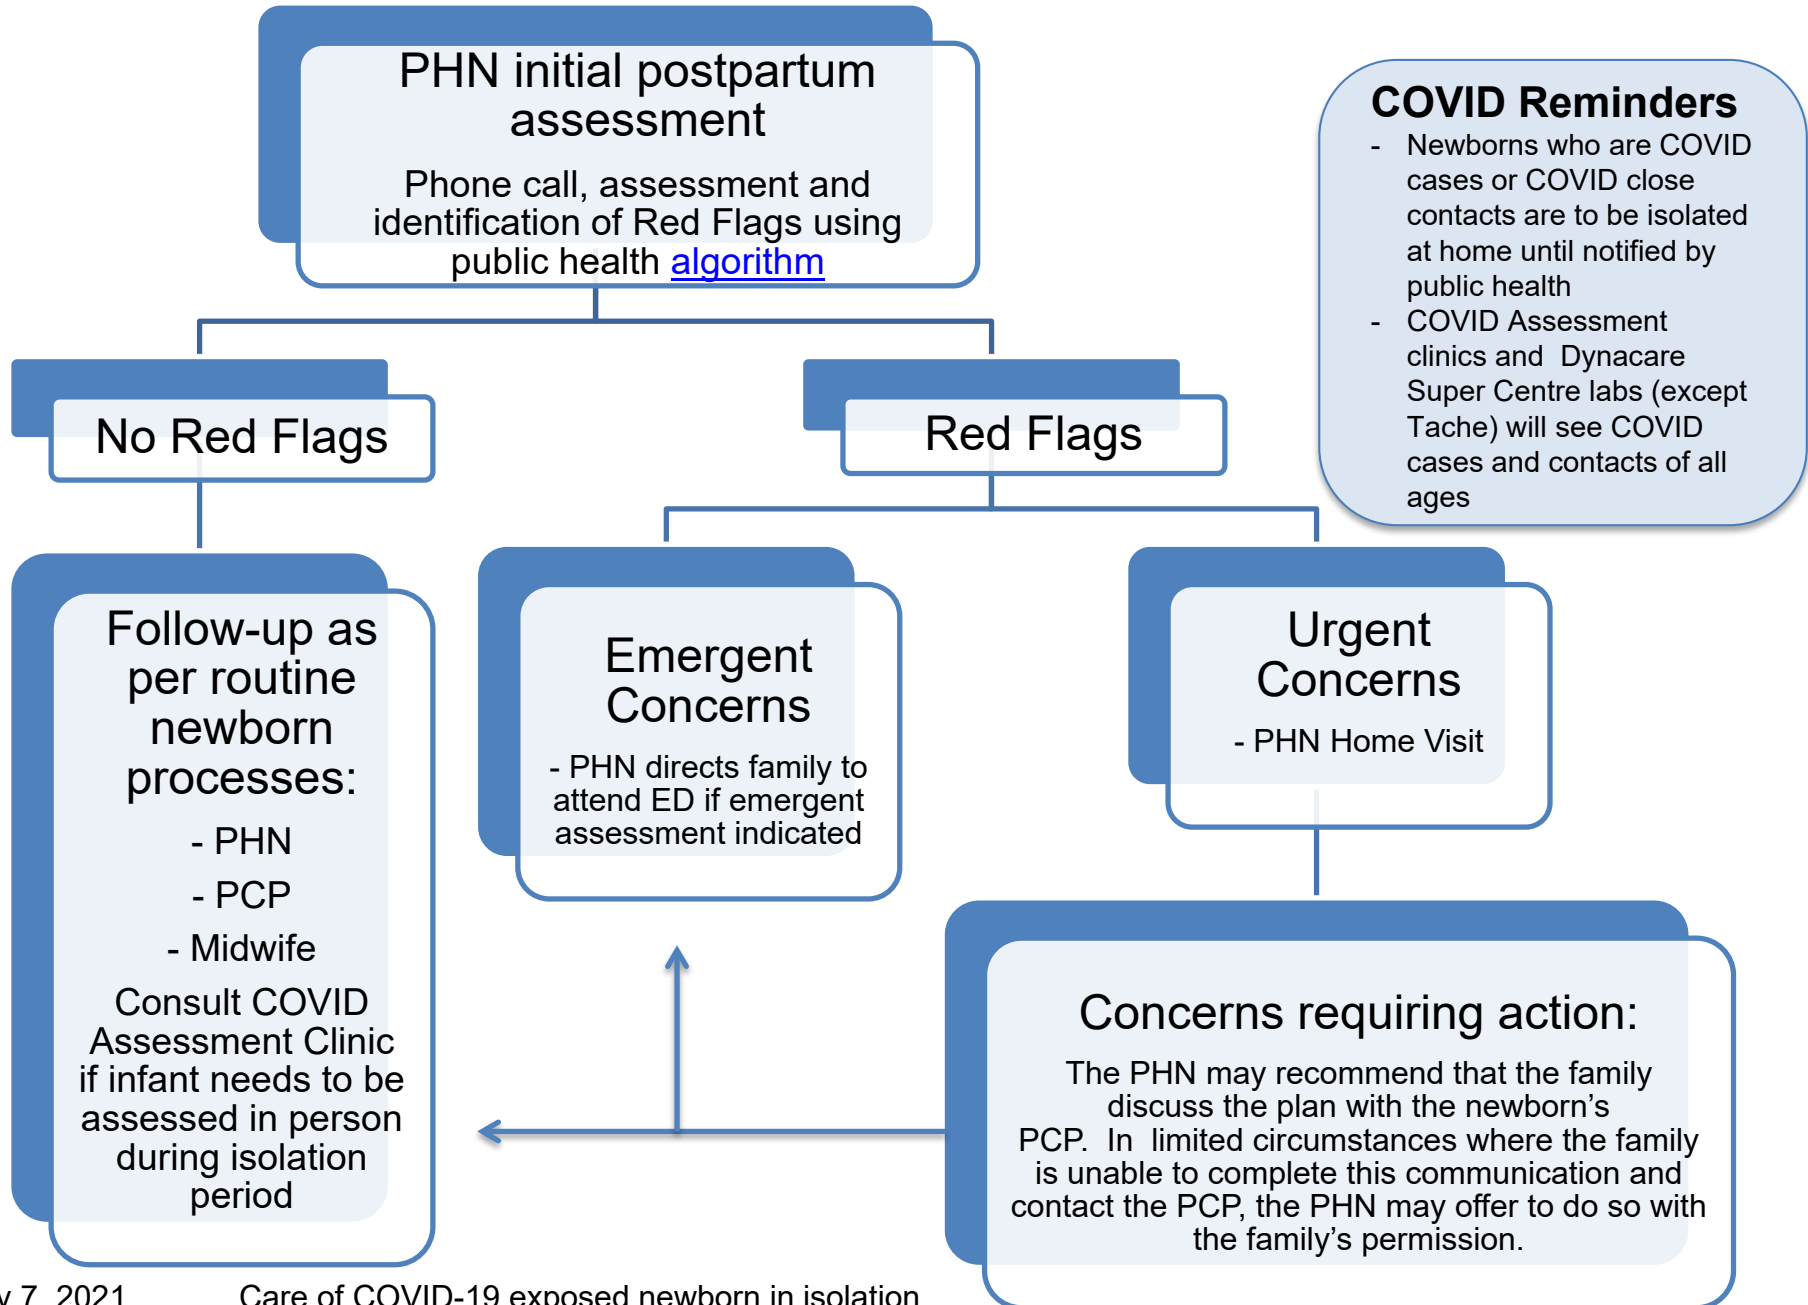 PHN initial postpartum
assessment
Phone call, assessment and
identification of Red Flags using
public health algorithm
COVID Reminders
- Newborns who are COVID
cases or COVID close
contacts are to be isolated
at home until notified by
public health
- COVID Assessment
clinics and Dynacare
Super Centre labs (except
Tache) will see COVID
cases and contacts of all
ages
No Red Flags
Red Flags
Follow-up as
per routine
newborn
processes:
- PHN
- PCP
- Midwife
Consult COVID
Assessment Clinic
if infant needs to be
assessed in person
during isolation
period
Emergent
Concerns
- PHN directs family to
attend ED if emergent
assessment indicated
Urgent
Concerns
- PHN Home Visit
Concerns requiring action:
The PHN may recommend that the family
discuss the plan with the newborn’s
PCP. In limited circumstances where the family
is unable to complete this communication and
contact the PCP, the PHN may offer to do so with
the family’s permission.
7, 2021 Care of COVID-19 exposed newborn in isolation